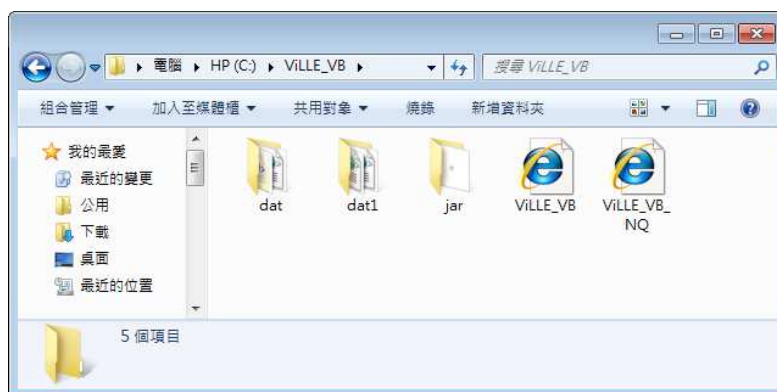 電腦 HP (C:) ViLLE_VB 搜尋 ViLLE_VB
組合管理 加入至媒體櫃 共用對象 燒錄 新增資料夾
我的最愛
最近的變更
公用
下載
桌面
最近的位置
dat dat1 jar ViLLE_VB ViLLE_VB_
NQ
5 個項目